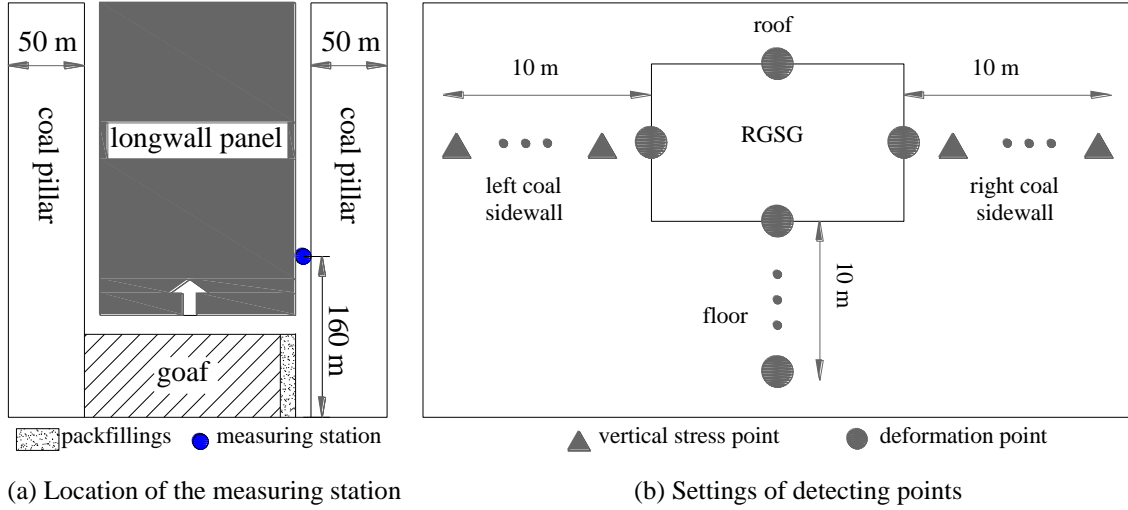 50 m
50 m
coal pillar
longwall panel
coal pillar
160 m
goaf
packfillings
measuring station
(a) Location of the measuring station
roof
10 m
10 m
RGSG
left coal
sidewall
right coal
sidewall
10 m
floor
vertical stress point
deformation point
(b) Settings of detecting points